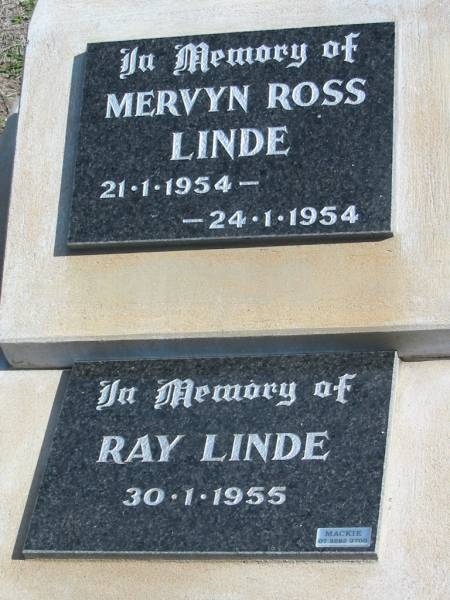 In Memory of
MERVYN ROSS
LINDE
21·1·1954 —
— 24·1·1954
In Memory of
RAY LINDE
30·1·1955
MACKIE